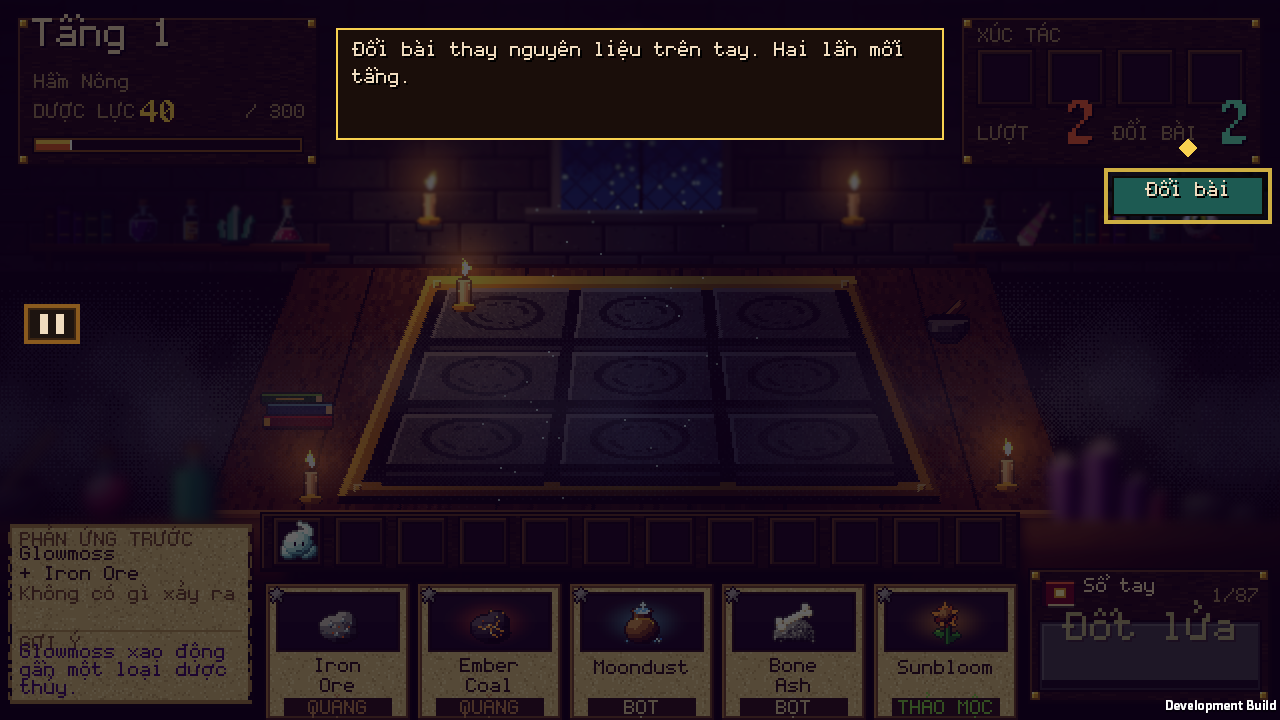 Tầng 1
Hầm Nông
DƯỢC LỰC 40 / 300
Đổi bài thay nguyên liệu trên tay. Hai lần mỗi
tầng.
XÚC TÁC
LƯỢT 2 ĐỔI BÀI 2
Đổi bài
PHẢN ỨNG TRƯỚC
Glowmoss
+ Iron Ore
Không có gì xảy ra
GỢI Ý
Glowmoss xao động
gần một loại dược
thủy.
Iron
Ore
QUẶNG
Ember
Coal
QUẶNG
Moondust
BỘT
Bone
Ash
BỘT
Sunbloom
THẢO MỘC
Sổ tay
1/87
Đốt lửa
Development Build